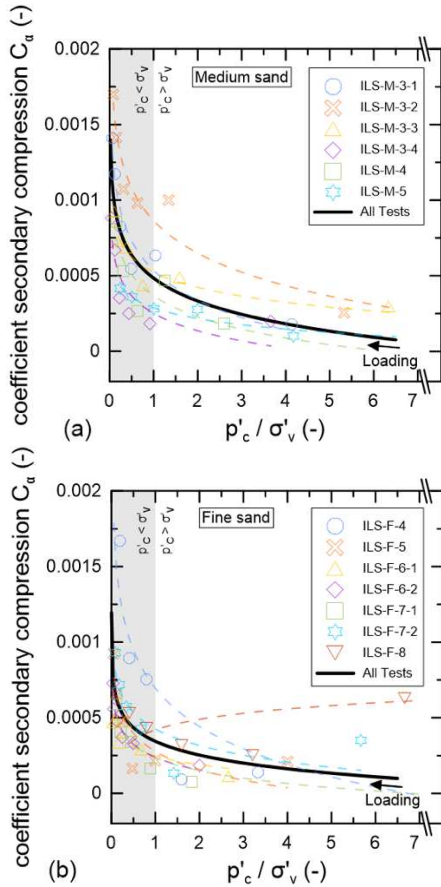 coefficient secondary compression Cα (-)
0.002
0.0015
0.001
0.0005
0
p'c < σ'v
p'c > σ'v
Medium sand
ILS-M-3-1
ILS-M-3-2
ILS-M-3-3
ILS-M-3-4
ILS-M-4
ILS-M-5
All Tests
Loading
0 1 2 3 4 5 6 7
(a)
p'c / σ'v (-)
coefficient secondary compression Cα (-)
0.002
0.0015
0.001
0.0005
0
p'c < σ'v
p'c > σ'v
Fine sand
ILS-F-4
ILS-F-5
ILS-F-6-1
ILS-F-6-2
ILS-F-7-1
ILS-F-7-2
ILS-F-8
All Tests
Loading
0 1 2 3 4 5 6 7
(b)
p'c / σ'v (-)